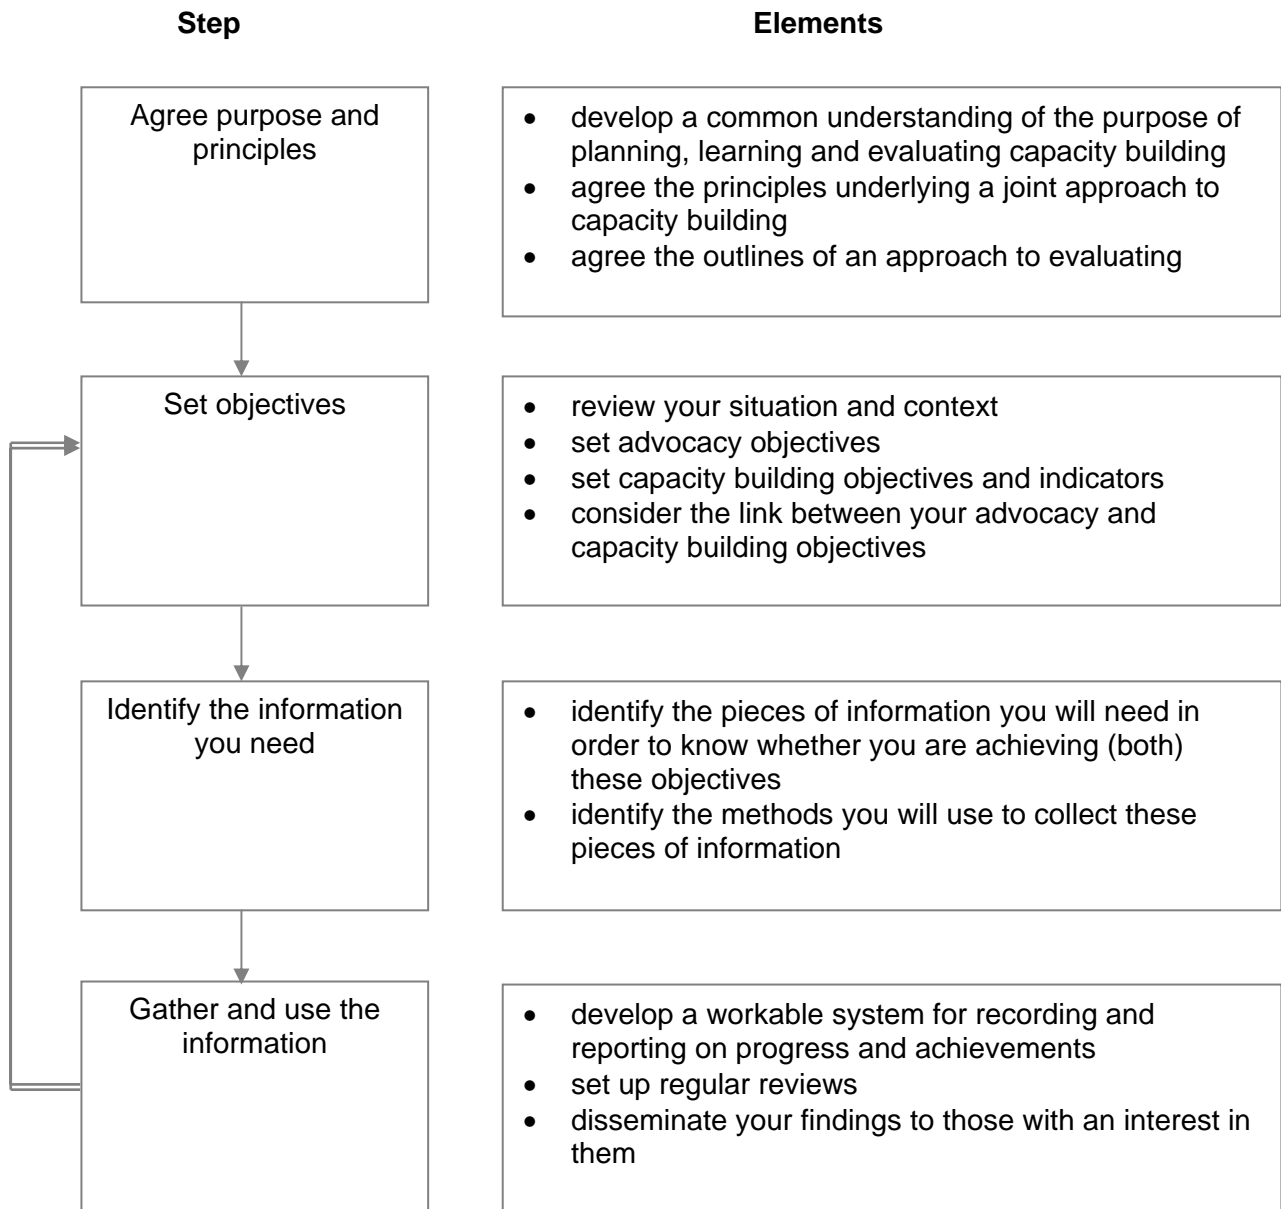 Step
Elements
Agree purpose and
principles
• develop a common understanding of the purpose of
planning, learning and evaluating capacity building
• agree the principles underlying a joint approach to
capacity building
• agree the outlines of an approach to evaluating
Set objectives
• review your situation and context
• set advocacy objectives
• set capacity building objectives and indicators
• consider the link between your advocacy and
capacity building objectives
Identify the information
you need
• identify the pieces of information you will need in
order to know whether you are achieving (both)
these objectives
• identify the methods you will use to collect these
pieces of information
Gather and use the
information
• develop a workable system for recording and
reporting on progress and achievements
• set up regular reviews
• disseminate your findings to those with an interest in
them